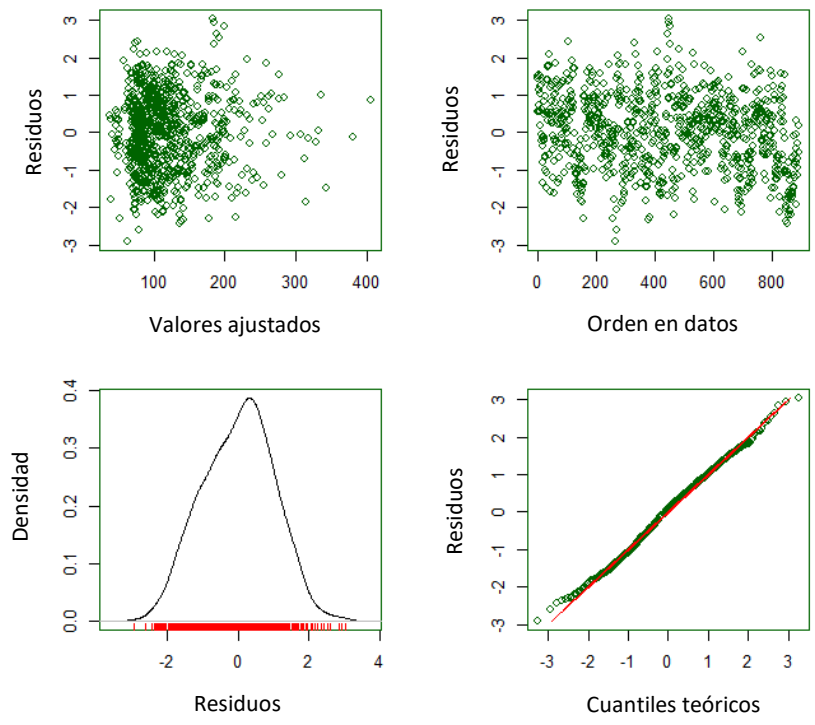 3
2
1
0
-1
-2
-3
Residuos
100 200 300 400
Valores ajustados
3
2
1
0
-1
-2
-3
Residuos
0 200 400 600 800
Orden en datos
0.4
0.3
0.2
0.1
0.0
Densidad
-2 0 2 4
Residuos
3
2
1
0
-1
-2
-3
Residuos
-3 -2 -1 0 1 2 3
Cuantiles teóricos